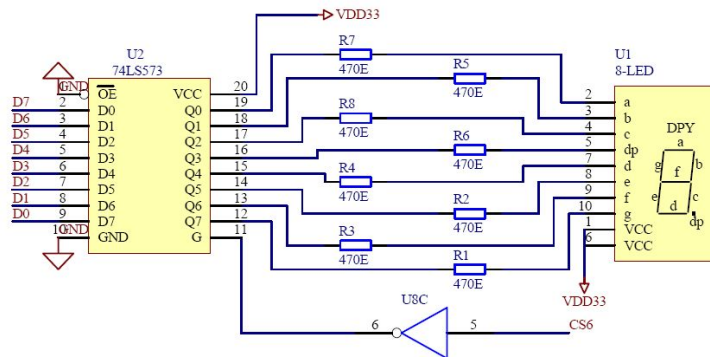 VDD33
U2
74LS573
R7
470E
R5
470E
R8
470E
R6
470E
R4
470E
R2
470E
R3
470E
R1
470E
U1
8-LED
GND
1
OE
VCC
20
D7
2
D0
Q0
19
D6
3
D1
Q1
18
D5
4
D2
Q2
17
D4
5
D3
Q3
16
D3
6
D4
Q4
15
D2
7
D5
Q5
14
D1
8
D6
Q6
13
D0
9
D7
Q7
12
GND
10
GND
G
11
2
a
3
b
4
c
5
dp
7
d
8
e
9
f
10
g
1
VCC
6
VCC
DPY
a
g
f
b
e
d
c
dp
VDD33
U8C
6
5
CS6